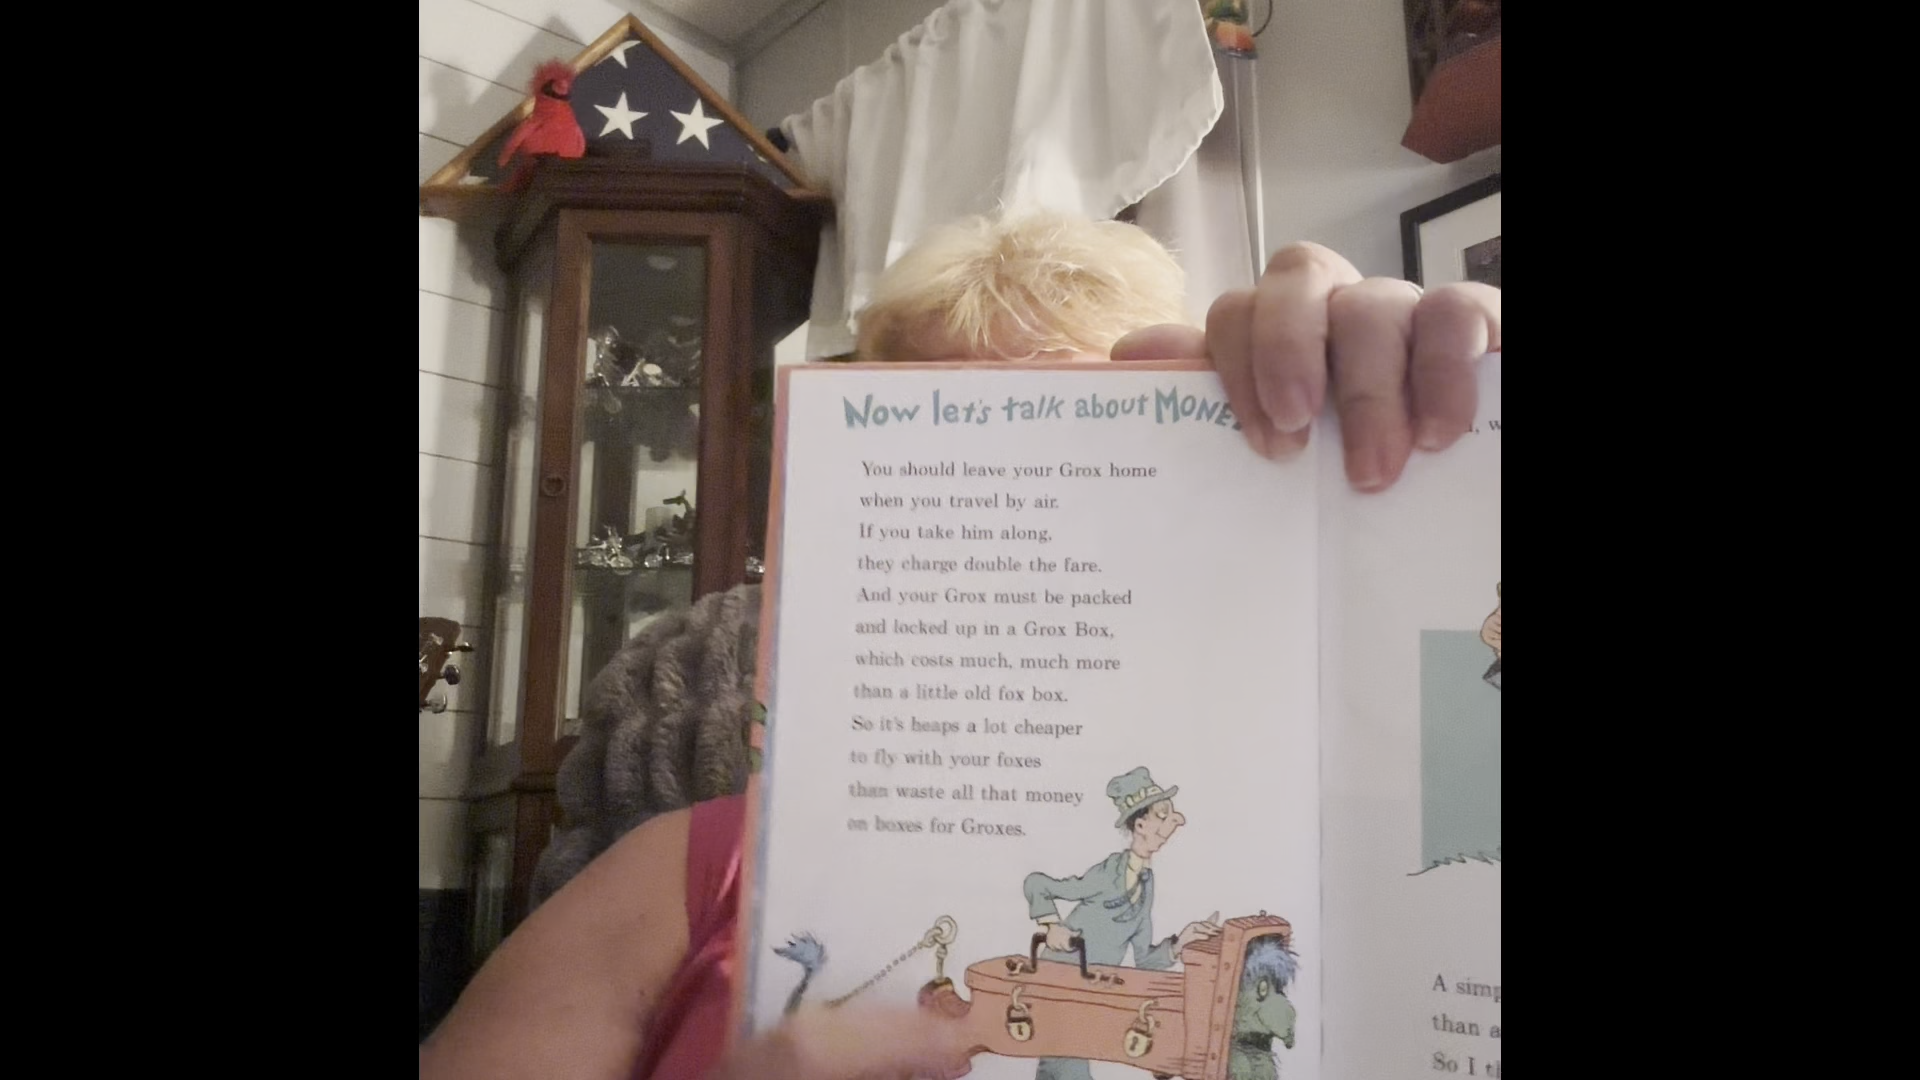 Now let's talk about MONE
You should leave your Grox home
when you travel by air.
If you take him along,
they charge double the fare.
And your Grox must be packed
and locked up in a Grox Box,
which costs much, much more
than a little old fox box.
So it's heaps a lot cheaper
to fly with your foxes
than waste all that money
on boxes for Groxes.
A simp
than a
So I t